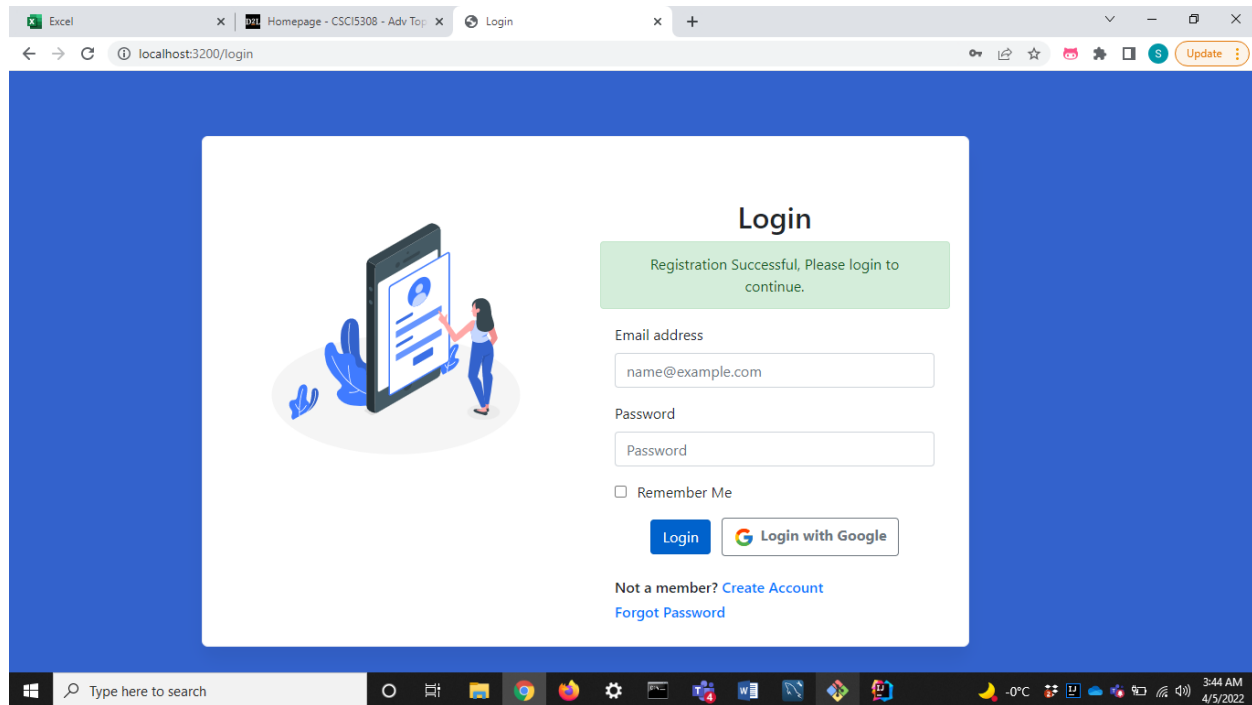 Excel
Homepage - CSCI5308 - Adv Top
Login
localhost:3200/login
S
Update
Login
Registration Successful, Please login to
continue.
Email address
name@example.com
Password
Password
Remember Me
Login
Login with Google
Not a member? Create Account
Forgot Password
Type here to search
-0°C
3:44 AM
4/5/2022